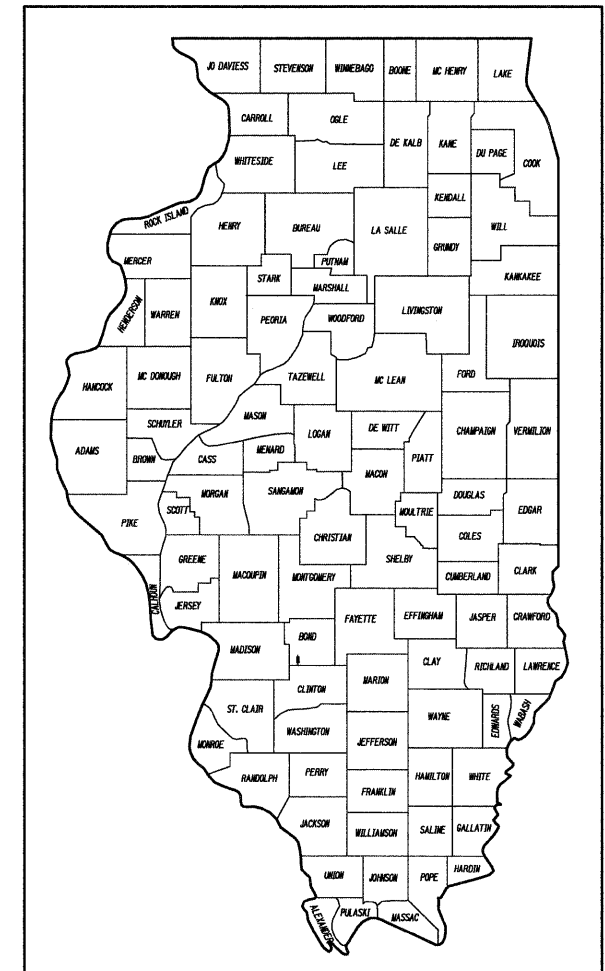 JO DAVIESS
STEVENSON
WINNEBAGO
BOONE
MC HENRY
LAKE
CARROLL
OGLE
DE KALB
KANE
DU PAGE
COOK
WHITESIDE
LEE
KENDALL
ROCK ISLAND
HENRY
BUREAU
LA SALLE
GRUNDY
WILL
MERCER
PUTNAM
STARK
MARSHALL
KANKAKEE
HENDERSON
WARREN
KNOX
PEORIA
WOODFORD
LIVINGSTON
IROQUOIS
HANCOCK
MC DONOUGH
FULTON
TAZEWELL
MC LEAN
FORD
SCHUYLER
MASON
LOGAN
DE WITT
CHAMPAIGN
VERMILION
ADAMS
BROWN
CASS
MENARD
PIATT
MACON
PIKE
SCOTT
MORGAN
SANGAMON
MOULTRIE
DOUGLAS
EDGAR
CHRISTIAN
COLES
GREENE
MACOUPIN
MONTGOMERY
SHELBY
CUMBERLAND
CLARK
CALHOUN
JERSEY
FAYETTE
EFFINGHAM
JASPER
CRAWFORD
MADISON
BOND
CLAY
RICHLAND
LAWRENCE
MARION
CLINTON
ST. CLAIR
WAYNE
EDWARDS
WABASH
WASHINGTON
JEFFERSON
MONROE
RANDOLPH
PERRY
HAMILTON
WHITE
FRANKLIN
JACKSON
WILLIAMSON
SALINE
GALLATIN
UNION
JOHNSON
POPE
HARDIN
ALEXANDER
PULASKI
MASSAC